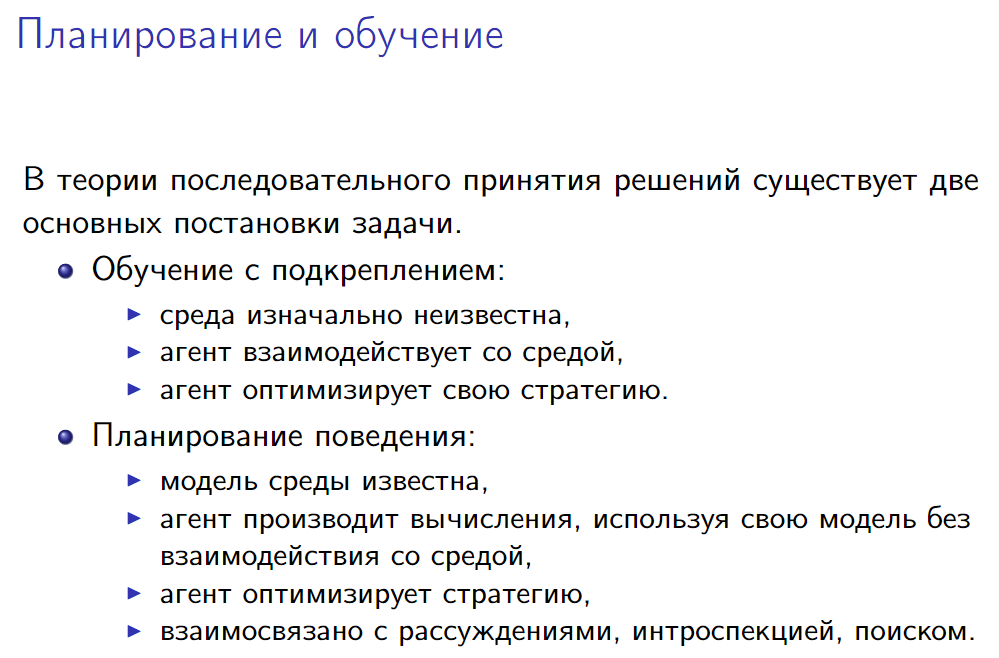 Планирование и обучение
В теории последовательного принятия решений существует две
основных постановки задачи.
Обучение с подкреплением:
среда изначально неизвестна,
агент взаимодействует со средой,
агент оптимизирует свою стратегию.
Планирование поведения:
модель среды известна,
агент производит вычисления, используя свою модель без
взаимодействия со средой,
агент оптимизирует стратегию,
взаимосвязано с рассуждениями, интроспекцией, поиском.